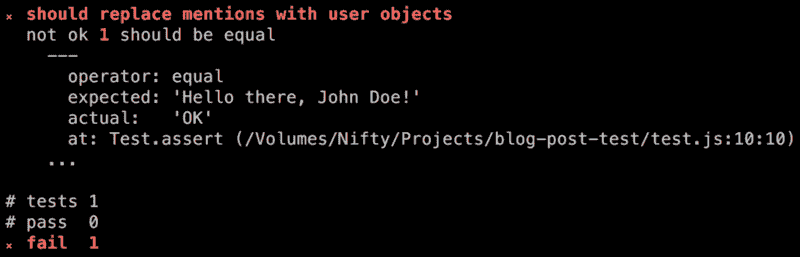 × should replace mentions with user objects
not ok 1 should be equal
---
operator: equal
expected: 'Hello there, John Doe!'
actual:   'OK'
at: Test.assert (/Volumes/Nifty/Projects/blog-post-test/test.js:10:10)
...
# tests 1
# pass  0
× fail  1